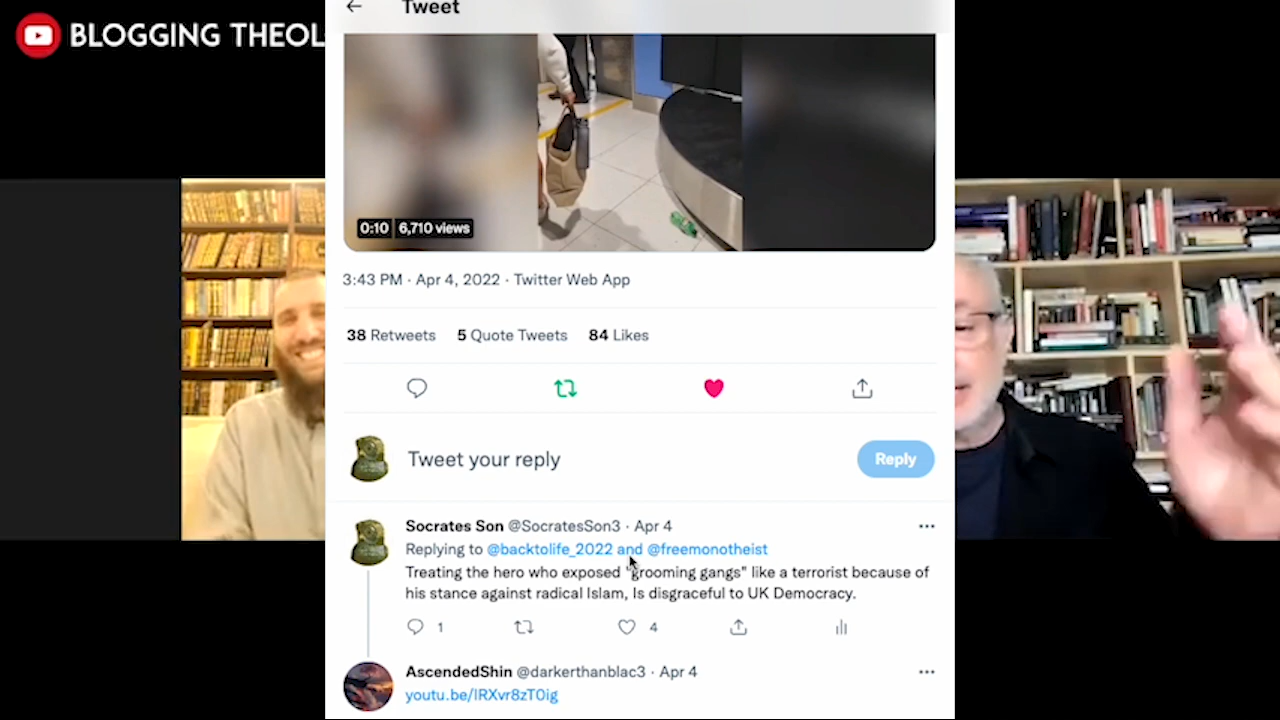 BLOGGING THEOL
Tweet
0:10 6,710 views
3:43 PM · Apr 4, 2022 · Twitter Web App
38 Retweets 5 Quote Tweets 84 Likes
Tweet your reply
Reply
Socrates Son @SocratesSon3 · Apr 4
Replying to @backtolife_2022 and @freemonotheist
Treating the hero who exposed "grooming gangs" like a terrorist because of
his stance against radical Islam, Is disgraceful to UK Democracy.
1 4
AscendedShin @darkerthanblac3 · Apr 4
youtu.be/lRXvr8zT0ig